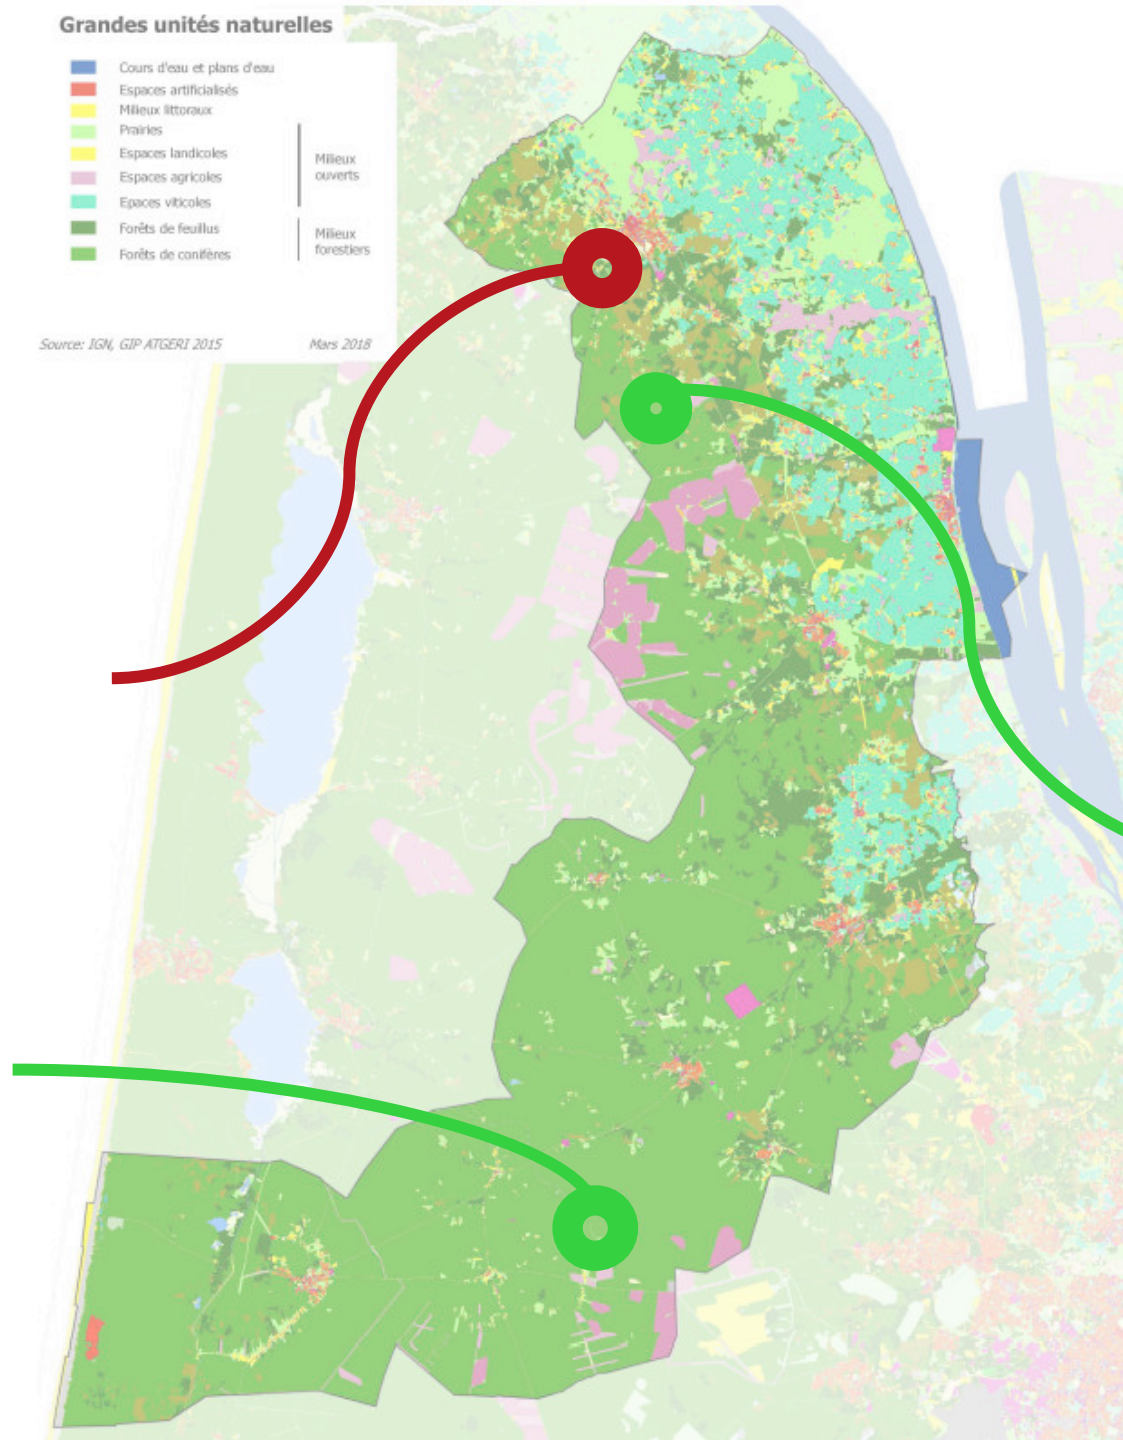 Grandes unités naturelles
Cours d'eau et plans d'eau
Espaces artificialisés
Milieux littoraux
Prairies
Espaces landicoles
Espaces agricoles
Epaces viticoles
Forêts de feuillus
Forêts de conifères
Milieux
ouverts
Milieux
forestiers
Source: IGN, GIP ATGERI 2015
Mars 2018